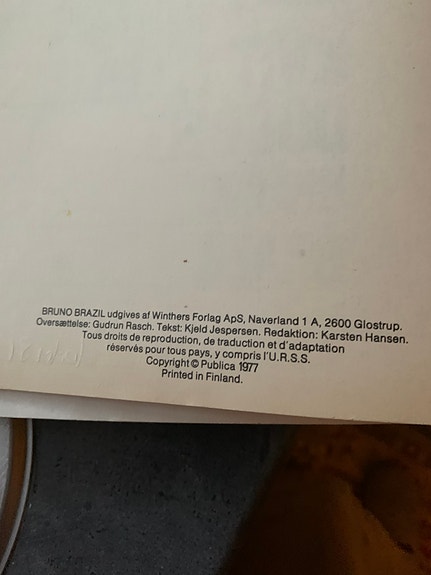 BRUNO BRAZIL udgives af Winthers Forlag ApS, Naverland 1 A, 2600 Glostrup.
Oversættelse: Gudrun Rasch. Tekst: Kjeld Jespersen. Redaktion: Karsten Hansen.
Tous droits de reproduction, de traduction et d'adaptation
réservés pour tous pays, y compris l'U.R.S.S.
Copyright © Publica 1977
Printed in Finland.